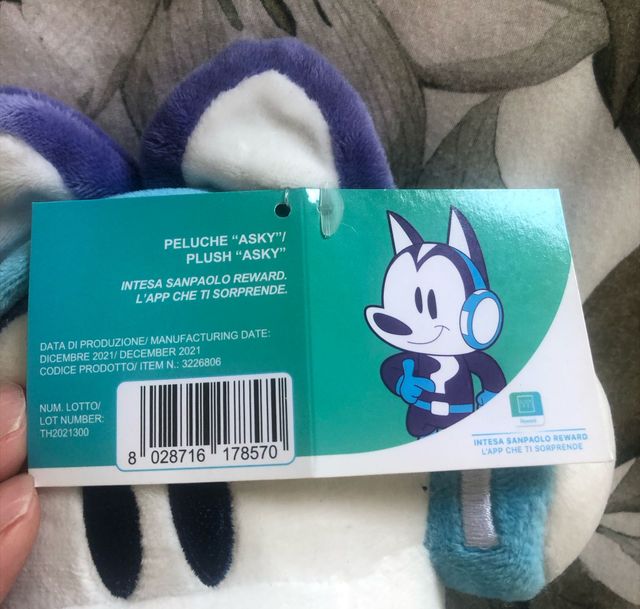 PELUCHE "ASKY"/
PLUSH "ASKY"
INTESA SANPAOLO REWARD.
L'APP CHE TI SORPRENDE.
DATA DI PRODUZIONE/ MANUFACTURING DATE:
DICEMBRE 2021/ DECEMBER 2021
CODICE PRODOTTO/ ITEM N.: 3226806
NUM. LOTTO/
LOT NUMBER:
TH2021300
8 028716 178570
Reward
INTESA SANPAOLO REWARD
L'APP CHE TI SORPRENDE